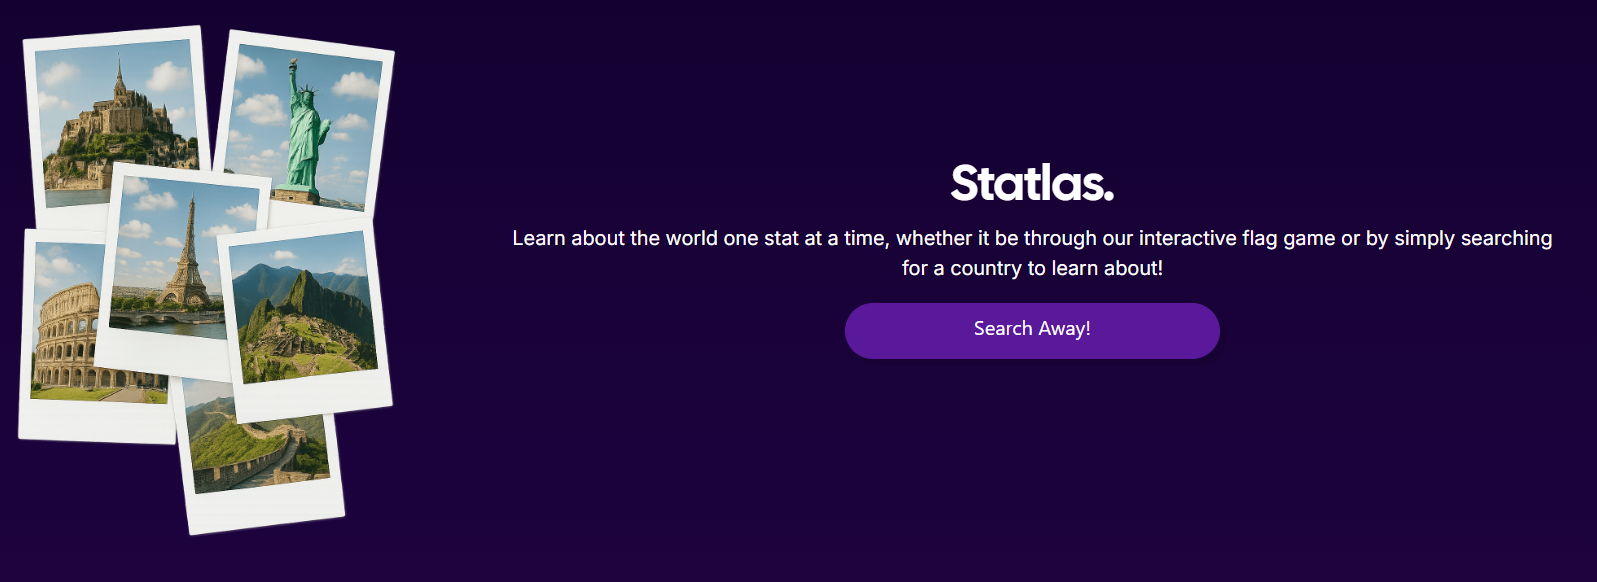 Statlas.
Learn about the world one stat at a time, whether it be through our interactive flag game or by simply searching
for a country to learn about!
Search Away!